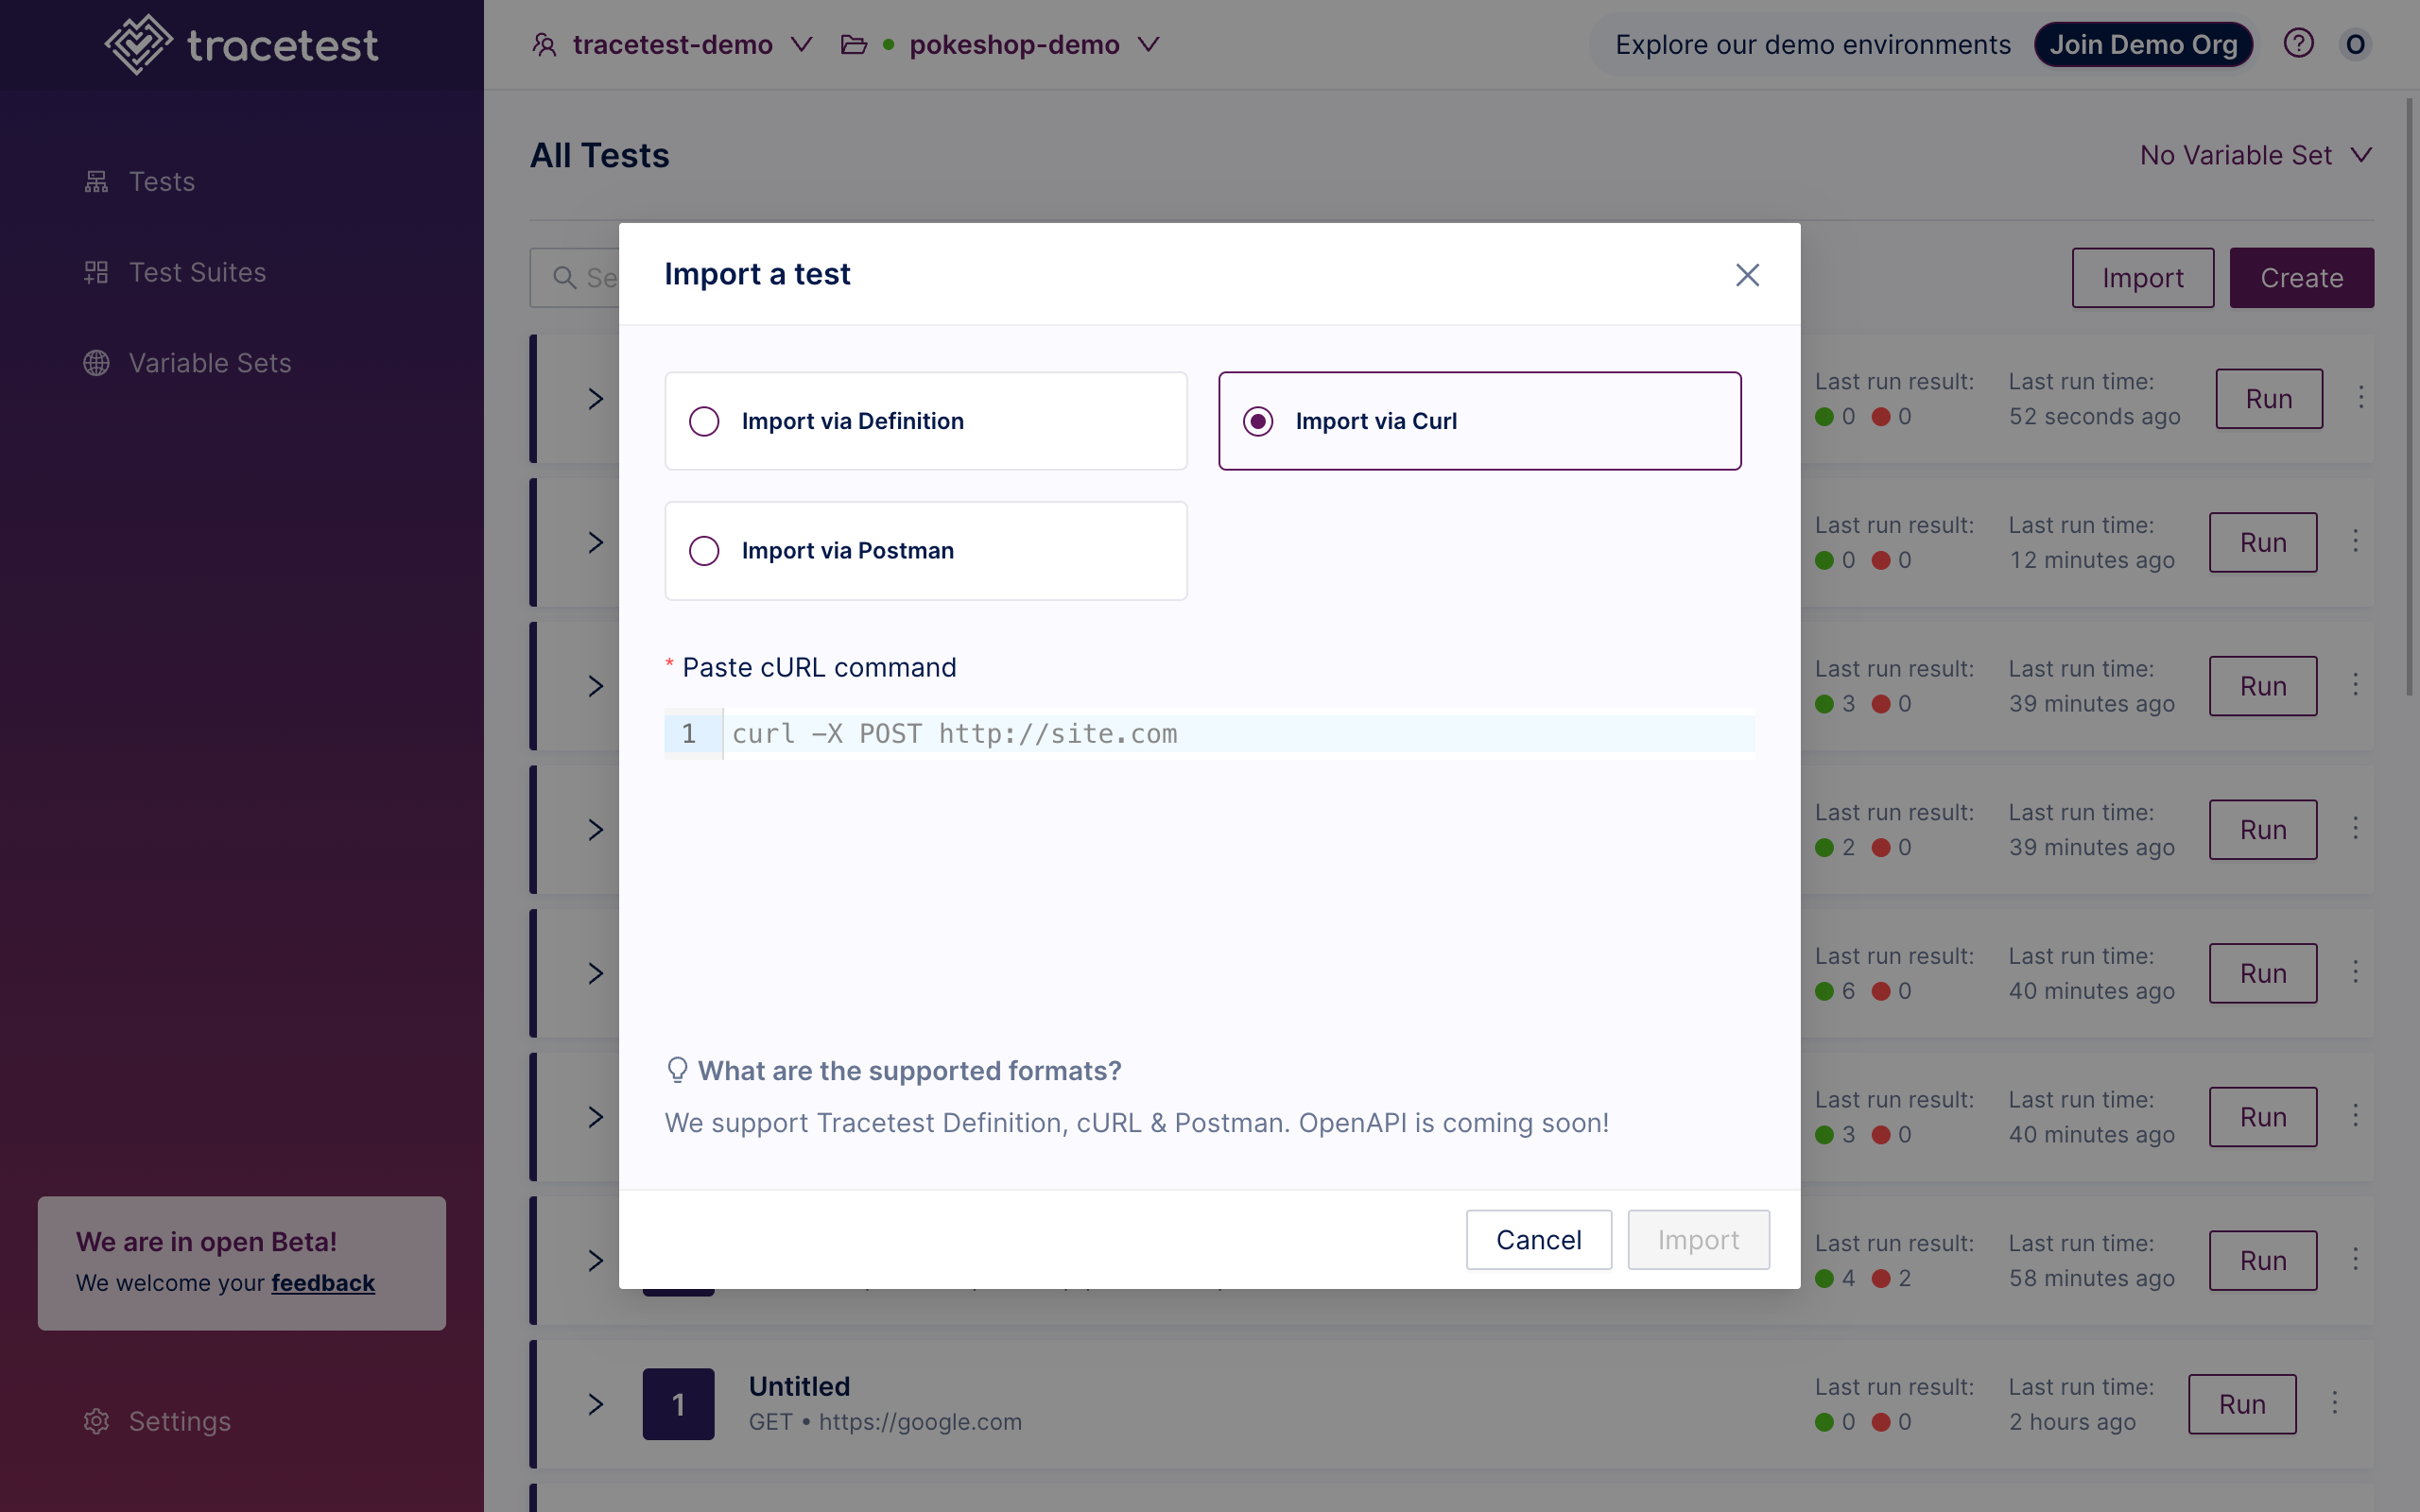 tracetest
tracetest-demo
pokeshop-demo
Explore our demo environments
Join Demo Org
O
Tests
Test Suites
Variable Sets
We are in open Beta!
We welcome your feedback
Settings
All Tests
No Variable Set
Se
Import
Create
Import a test
Import via Definition
Import via Curl
Import via Postman
* Paste cURL command
1 curl -X POST http://site.com
What are the supported formats?
We support Tracetest Definition, cURL & Postman. OpenAPI is coming soon!
Cancel
Import
Last run result: Last run time:
0 0 52 seconds ago
Run
Last run result: Last run time:
0 0 12 minutes ago
Run
Last run result: Last run time:
3 0 39 minutes ago
Run
Last run result: Last run time:
2 0 39 minutes ago
Run
Last run result: Last run time:
6 0 40 minutes ago
Run
Last run result: Last run time:
3 0 40 minutes ago
Run
Last run result: Last run time:
4 2 58 minutes ago
Run
1
Untitled
GET • https://google.com
Last run result: Last run time:
0 0 2 hours ago
Run